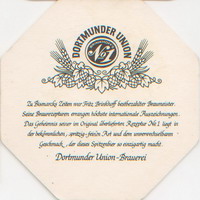 DORTMUNDER UNION
Zu Bismarcks Zeiten war Fritz Brinkhoff bestbezahlter Braumeister.
Seine Braurezepturen errangen höchste internationale Auszeichnungen.
Das Geheimnis seiner im Original überlieferten Rezeptur No 1 liegt in
der bekömmlichen, spritzig-feinen Art und dem unverwechselbaren
Geschmack, der dieses Spitzenbier so einzigartig macht.
Dortmunder Union-Brauerei